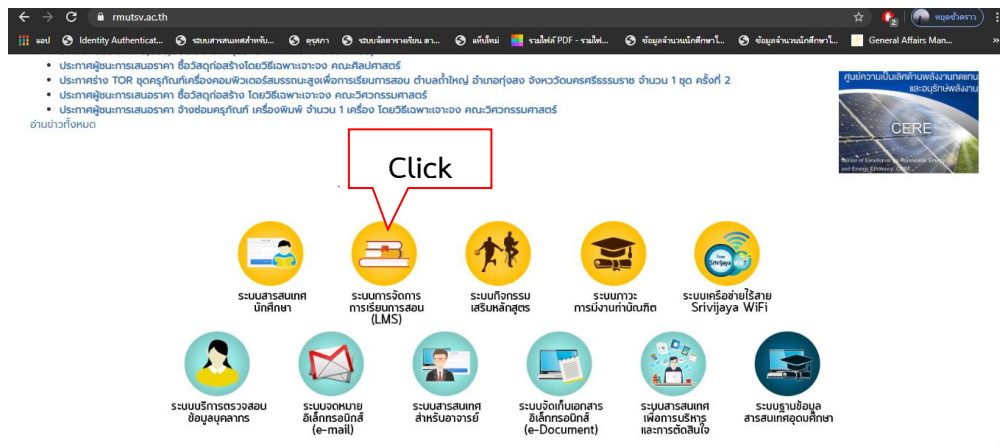 rmutsv.ac.th
หยุดชั่วคราว
แอป
Identity Authenticat...
ระบบสารสนเทศสำหรับ...
คุรุสภา
ระบบจัดตารางเรียน ตา...
แท็บใหม่
รวมไฟล์ PDF - รวมไฟล...
ข้อมูลจำนวนนักศึกษาใ...
ข้อมูลจำนวนนักศึกษาใ...
General Affairs Man...
ประกาศผู้ชนะการเสนอราคา ซื้อวัสดุก่อสร้างโดยวิธีเฉพาะเจาะจง คณะศิลปศาสตร์
ประกาศร่าง TOR ชุดครุภัณฑ์เครื่องคอมพิวเตอร์สมรรถนะสูงเพื่อการเรียนการสอน ตำบลถ้ำใหญ่ อำเภอทุ่งสง จังหวัดนครศรีธรรมราช จำนวน 1 ชุด ครั้งที่ 2
ประกาศผู้ชนะการเสนอราคา ซื้อวัสดุก่อสร้าง โดยวิธีเฉพาะเจาะจง คณะวิศวกรรมศาสตร์
ประกาศผู้ชนะการเสนอราคา จ้างซ่อมครุภัณฑ์ เครื่องพิมพ์ จำนวน 1 เครื่อง โดยวิธีเฉพาะเจาะจง คณะวิศวกรรมศาสตร์
อ่านข่าวทั้งหมด
ศูนย์ความเป็นเลิศด้านพลังงานทดแทน
และอนุรักษ์พลังงาน
CERE
and Energy Efficiency: CERE
Click
ระบบสารสนเทศ
นักศึกษา
ระบบการจัดการ
การเรียนการสอน
(LMS)
ระบบกิจกรรม
เสริมหลักสูตร
ระบบภาวะ
การมีงานทำบัณฑิต
Free
Srivijaya
ระบบเครือข่ายไร้สาย
Srivijaya WiFi
ระบบบริการตรวจสอบ
ข้อมูลบุคลากร
ระบบจดหมาย
อิเล็กทรอนิกส์
(e-mail)
ระบบสารสนเทศ
สำหรับอาจารย์
ระบบจัดเก็บเอกสาร
อิเล็กทรอนิกส์
(e-Document)
ระบบสารสนเทศ
เพื่อการบริหาร
และการตัดสินใจ
ระบบฐานข้อมูล
สารสนเทศอุดมศึกษา